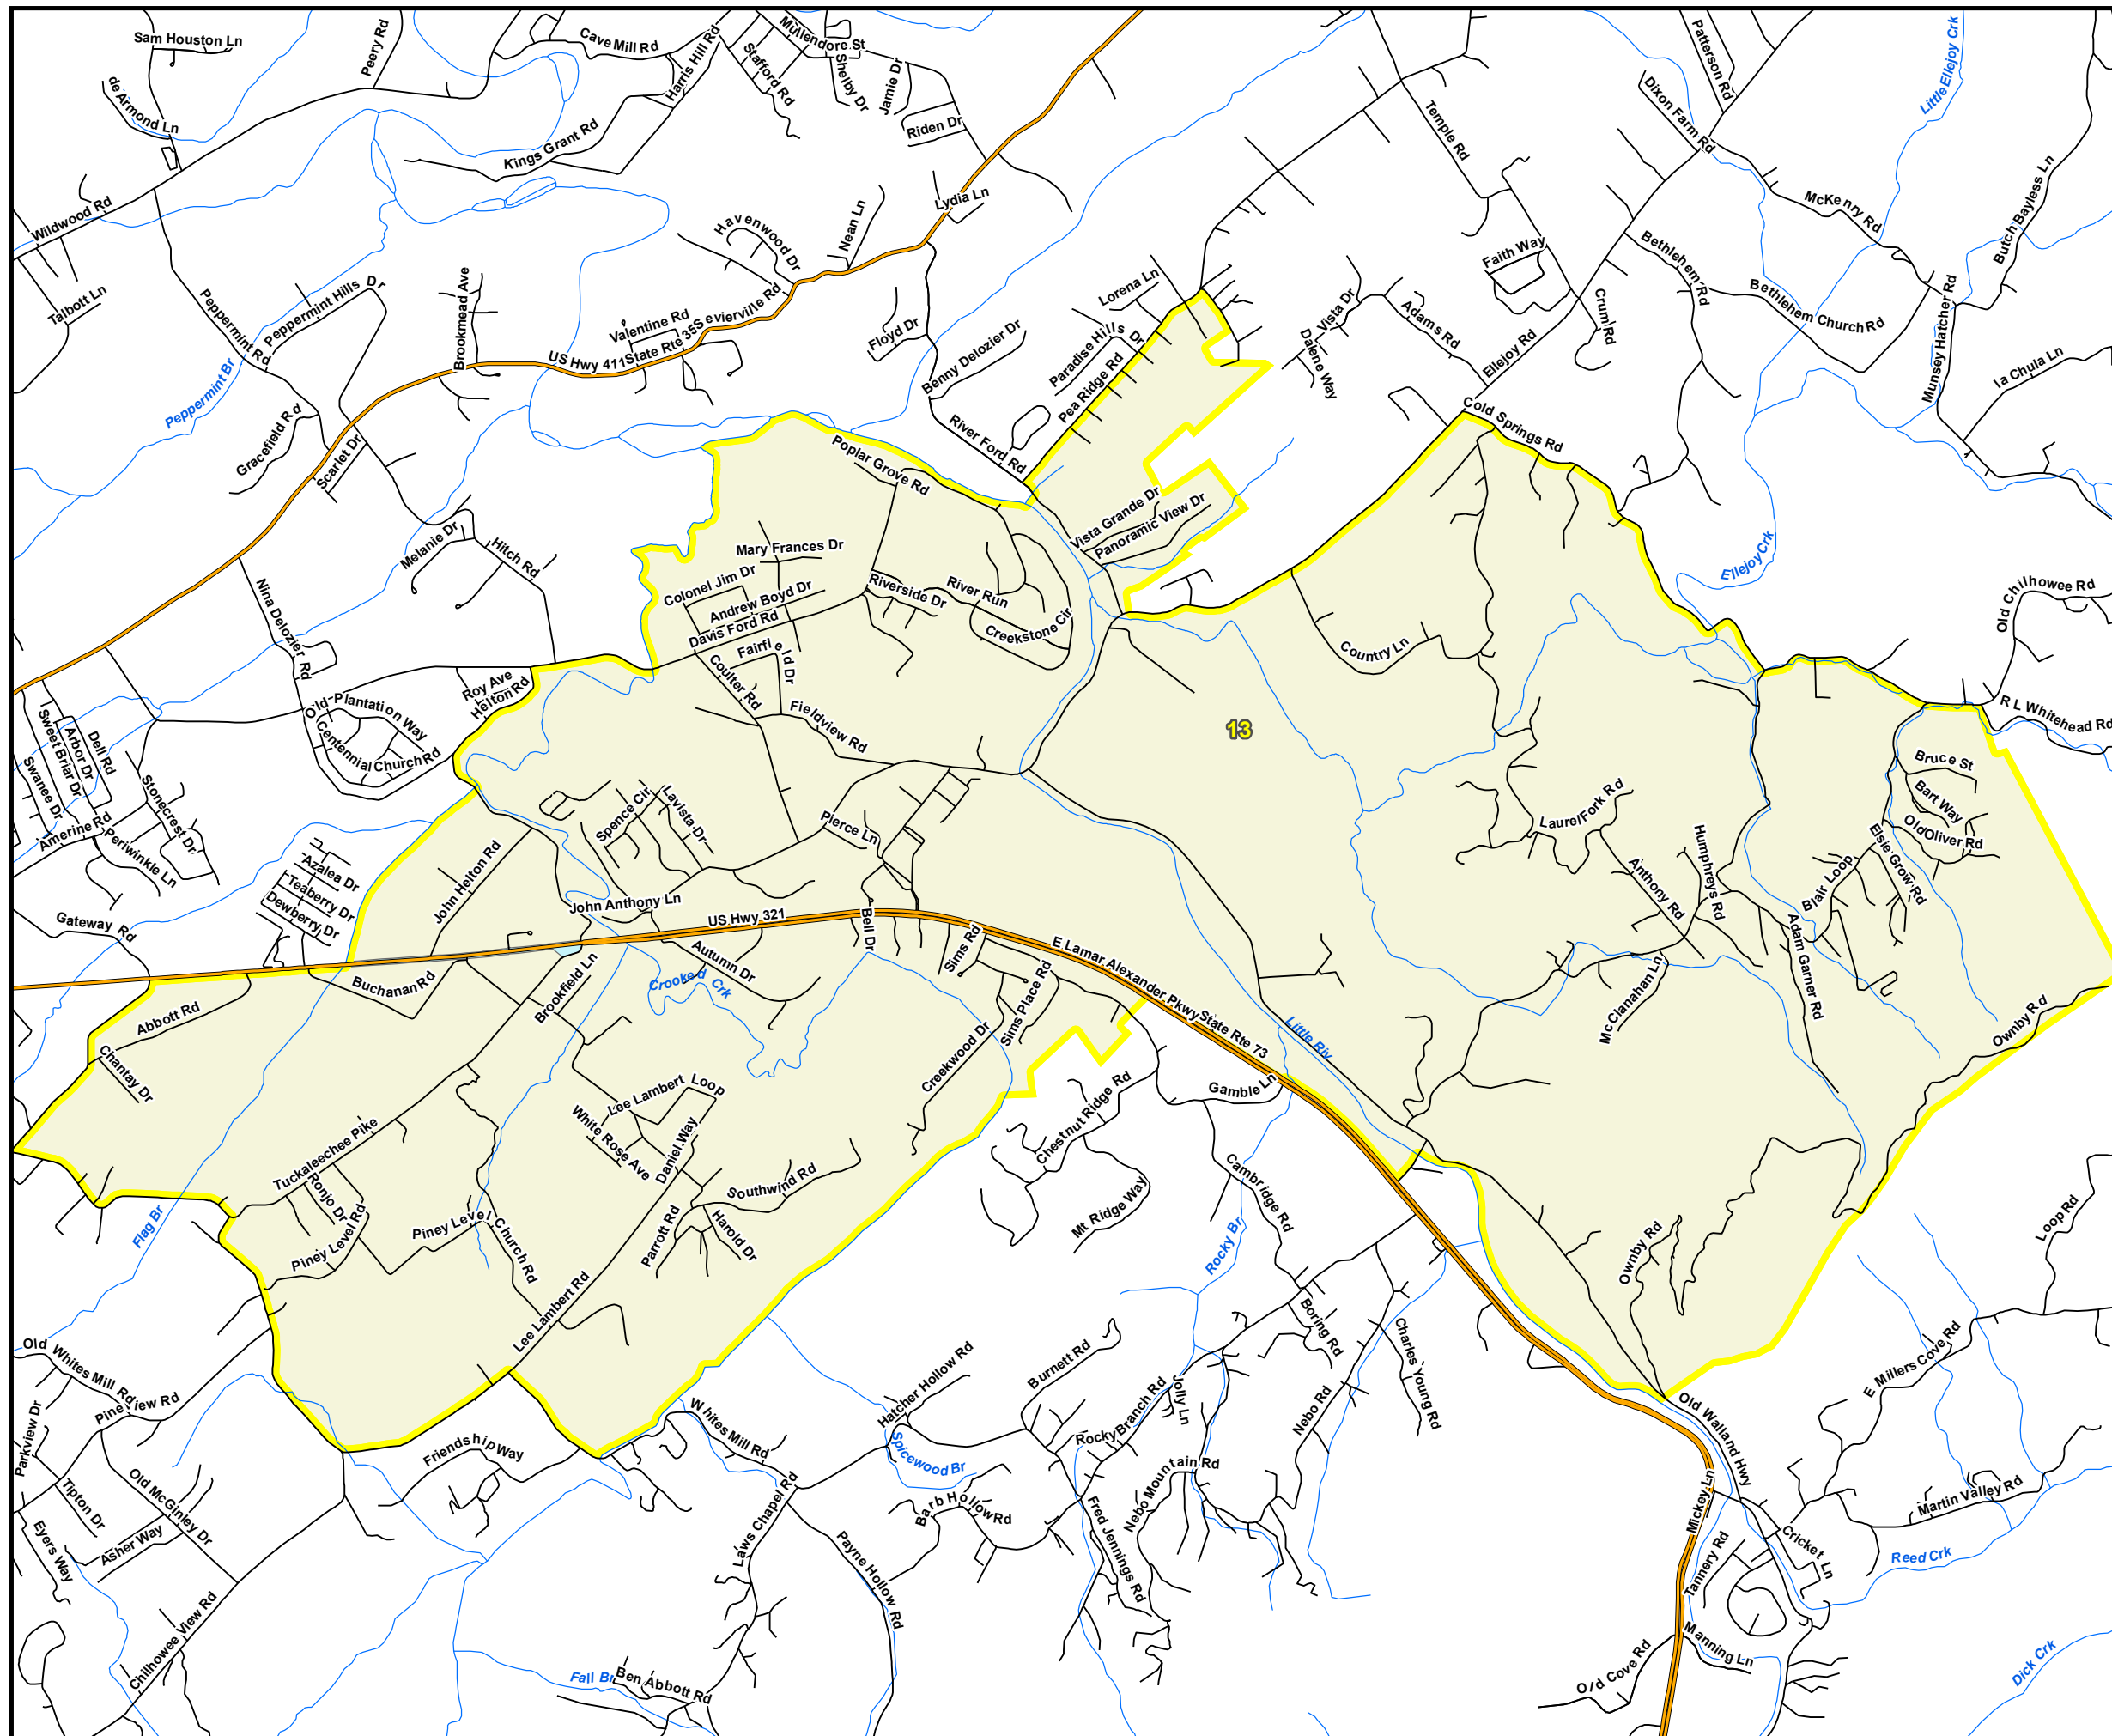 Sam Houston Ln
Peery Rd
Cave Mill Rd
Harris Hill Rd
Mullendore St
Stafford Rd
Shelby Dr
Jamie Dr
Riden Dr
de Armond Ln
Kings Grant Rd
Patterson Rd
Dixon Farm Rd
Little Ellejoy Crk
Temple Rd
McKenry Rd
Butch Bayless Ln
Wildwood Rd
Talbott Ln
Lydia Ln
Nean Ln
Havenwood Dr
Faith Way
Bethlehem Rd
Bethlehem Church Rd
Munsey Hatcher Rd
Peppermint Hills Dr
Peppermint Rd
Peppermint Br
Brookmead Ave
Valentine Rd
US Hwy 411
State Rte 35
Sevierville Rd
Floyd Dr
Benny Delozier Dr
Lorena Ln
Paradise Hills Dr
Pea Ridge Rd
Vista Dr
Dalene Way
Adams Rd
Ellejoy Rd
Crum Rd
la Chula Ln
Gracefield Rd
Scarlet Dr
River Ford Rd
Cold Springs Rd
Poplar Grove Rd
Vista Grande Dr
Panoramic View Dr
Ellejoy Crk
Melanie Dr
Hitch Rd
Mary Frances Dr
Colonel Jim Dr
Andrew Boyd Dr
Davis Ford Rd
Riverside Dr
River Run
Creekstone Cir
Old Chilhowee Rd
Nina Delozier Rd
Fairfield Dr
Coulter Rd
Country Ln
Roy Ave
Helton Rd
Old Plantation Way
Centennial Church Rd
Fieldview Rd
13
R L Whitehead Rd
Sweet Briar Dr
Arbor Dr
Dell Rd
Swanee Dr
Stonecrest Dr
Amerine Rd
Periwinkle Ln
Spence Cir
Lavista Dr
Pierce Ln
Laurel Fork Rd
Bruce St
Bart Way
Old Oliver Rd
Elsie Grow Rd
Blair Loop
Humphreys Rd
Anthony Rd
Azalea Dr
Teaberry Dr
Dewberry Dr
John Helton Rd
John Anthony Ln
US Hwy 321
Bell Dr
Sims Rd
E Lamar Alexander Pkwy
State Rte 73
Gateway Rd
Buchanan Rd
Autumn Dr
Crooked Crk
Brookfield Ln
Sims Place Rd
Creekwood Dr
Little Riv
Adam Garner Rd
McClanahan Ln
Ownby Rd
Abbott Rd
Chantay Dr
Gamble Ln
Lee Lambert Loop
White Rose Ave
Daniel Way
Chestnut Ridge Rd
Mt Ridge Way
Tuckaleechee Pike
Ronjo Dr
Piney Level Rd
Piney Level Church Rd
Southwind Rd
Parrott Rd
Harold Dr
Cambridge Rd
Rocky Br
Flag Br
Ownby Rd
Loop Rd
Lee Lambert Rd
Boring Rd
Charles Young Rd
Old Whites Mill Rd
Pine View Rd
Parkview Dr
Hatcher Hollow Rd
Burnett Rd
Jolly Ln
Nebo Rd
E Millers Cove Rd
Friendship Way
Whites Mill Rd
Spicewood Br
Rocky Branch Rd
Nebo Mountain Rd
Old Walland Hwy
Old McGinley Dr
Tipton Dr
Asher Way
Eyers Way
Laws Chapel Rd
Barb Hollow Rd
Fred Jennings Rd
Mickey Ln
Martin Valley Rd
Reed Crk
Cricket Ln
Tannery Rd
Payne Hollow Rd
Chilhowee View Rd
Fall Br
Ben Abbott Rd
Old Cove Rd
Manning Ln
Dick Crk